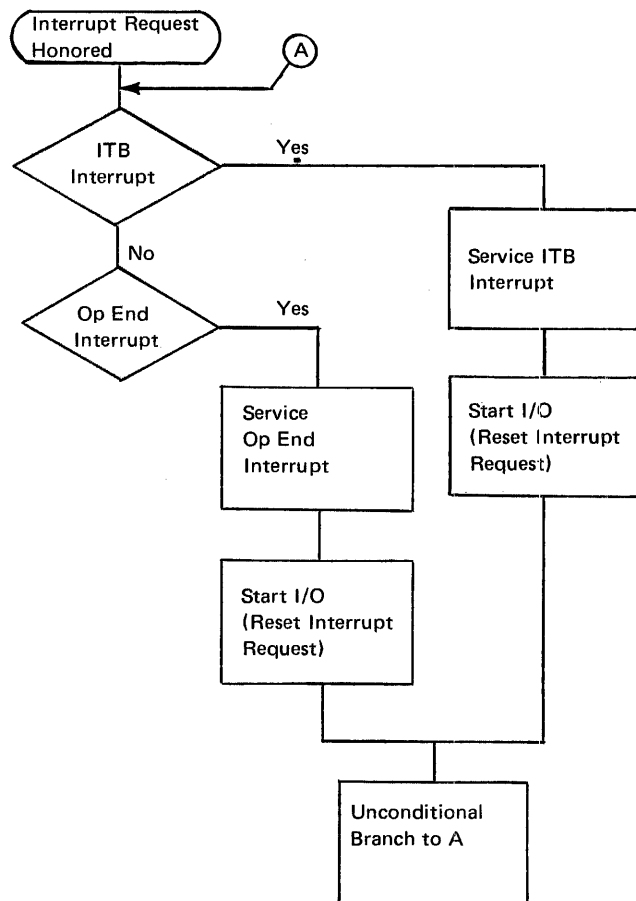 Interrupt Request
Honored
A
ITB
Interrupt
Yes
No
Service ITB
Interrupt
Op End
Interrupt
Yes
Start I/O
(Reset Interrupt
Request)
Service
Op End
Interrupt
Start I/O
(Reset Interrupt
Request)
Unconditional
Branch to A